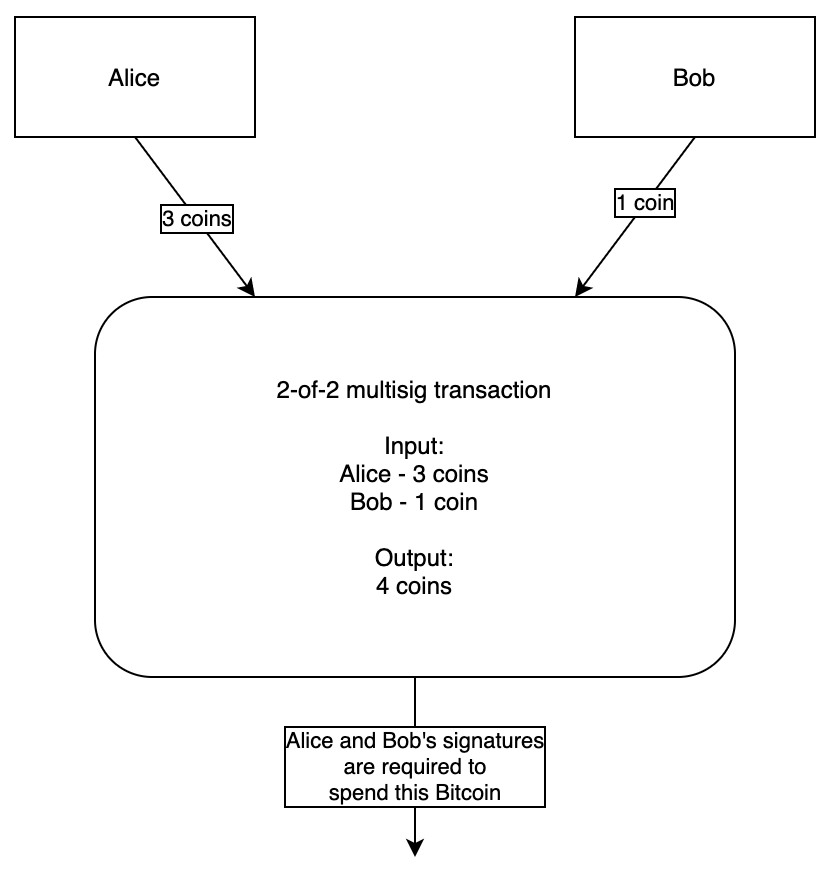 Alice
Bob
3 coins
1 coin
2-of-2 multisig transaction
Input:
Alice - 3 coins
Bob - 1 coin
Output:
4 coins
Alice and Bob's signatures
are required to
spend this Bitcoin